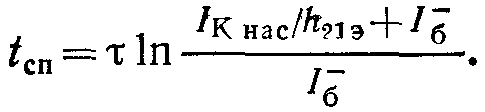 t_сп = τ ln (I_К нас/h_21э + I_б^–) / I_б^– .